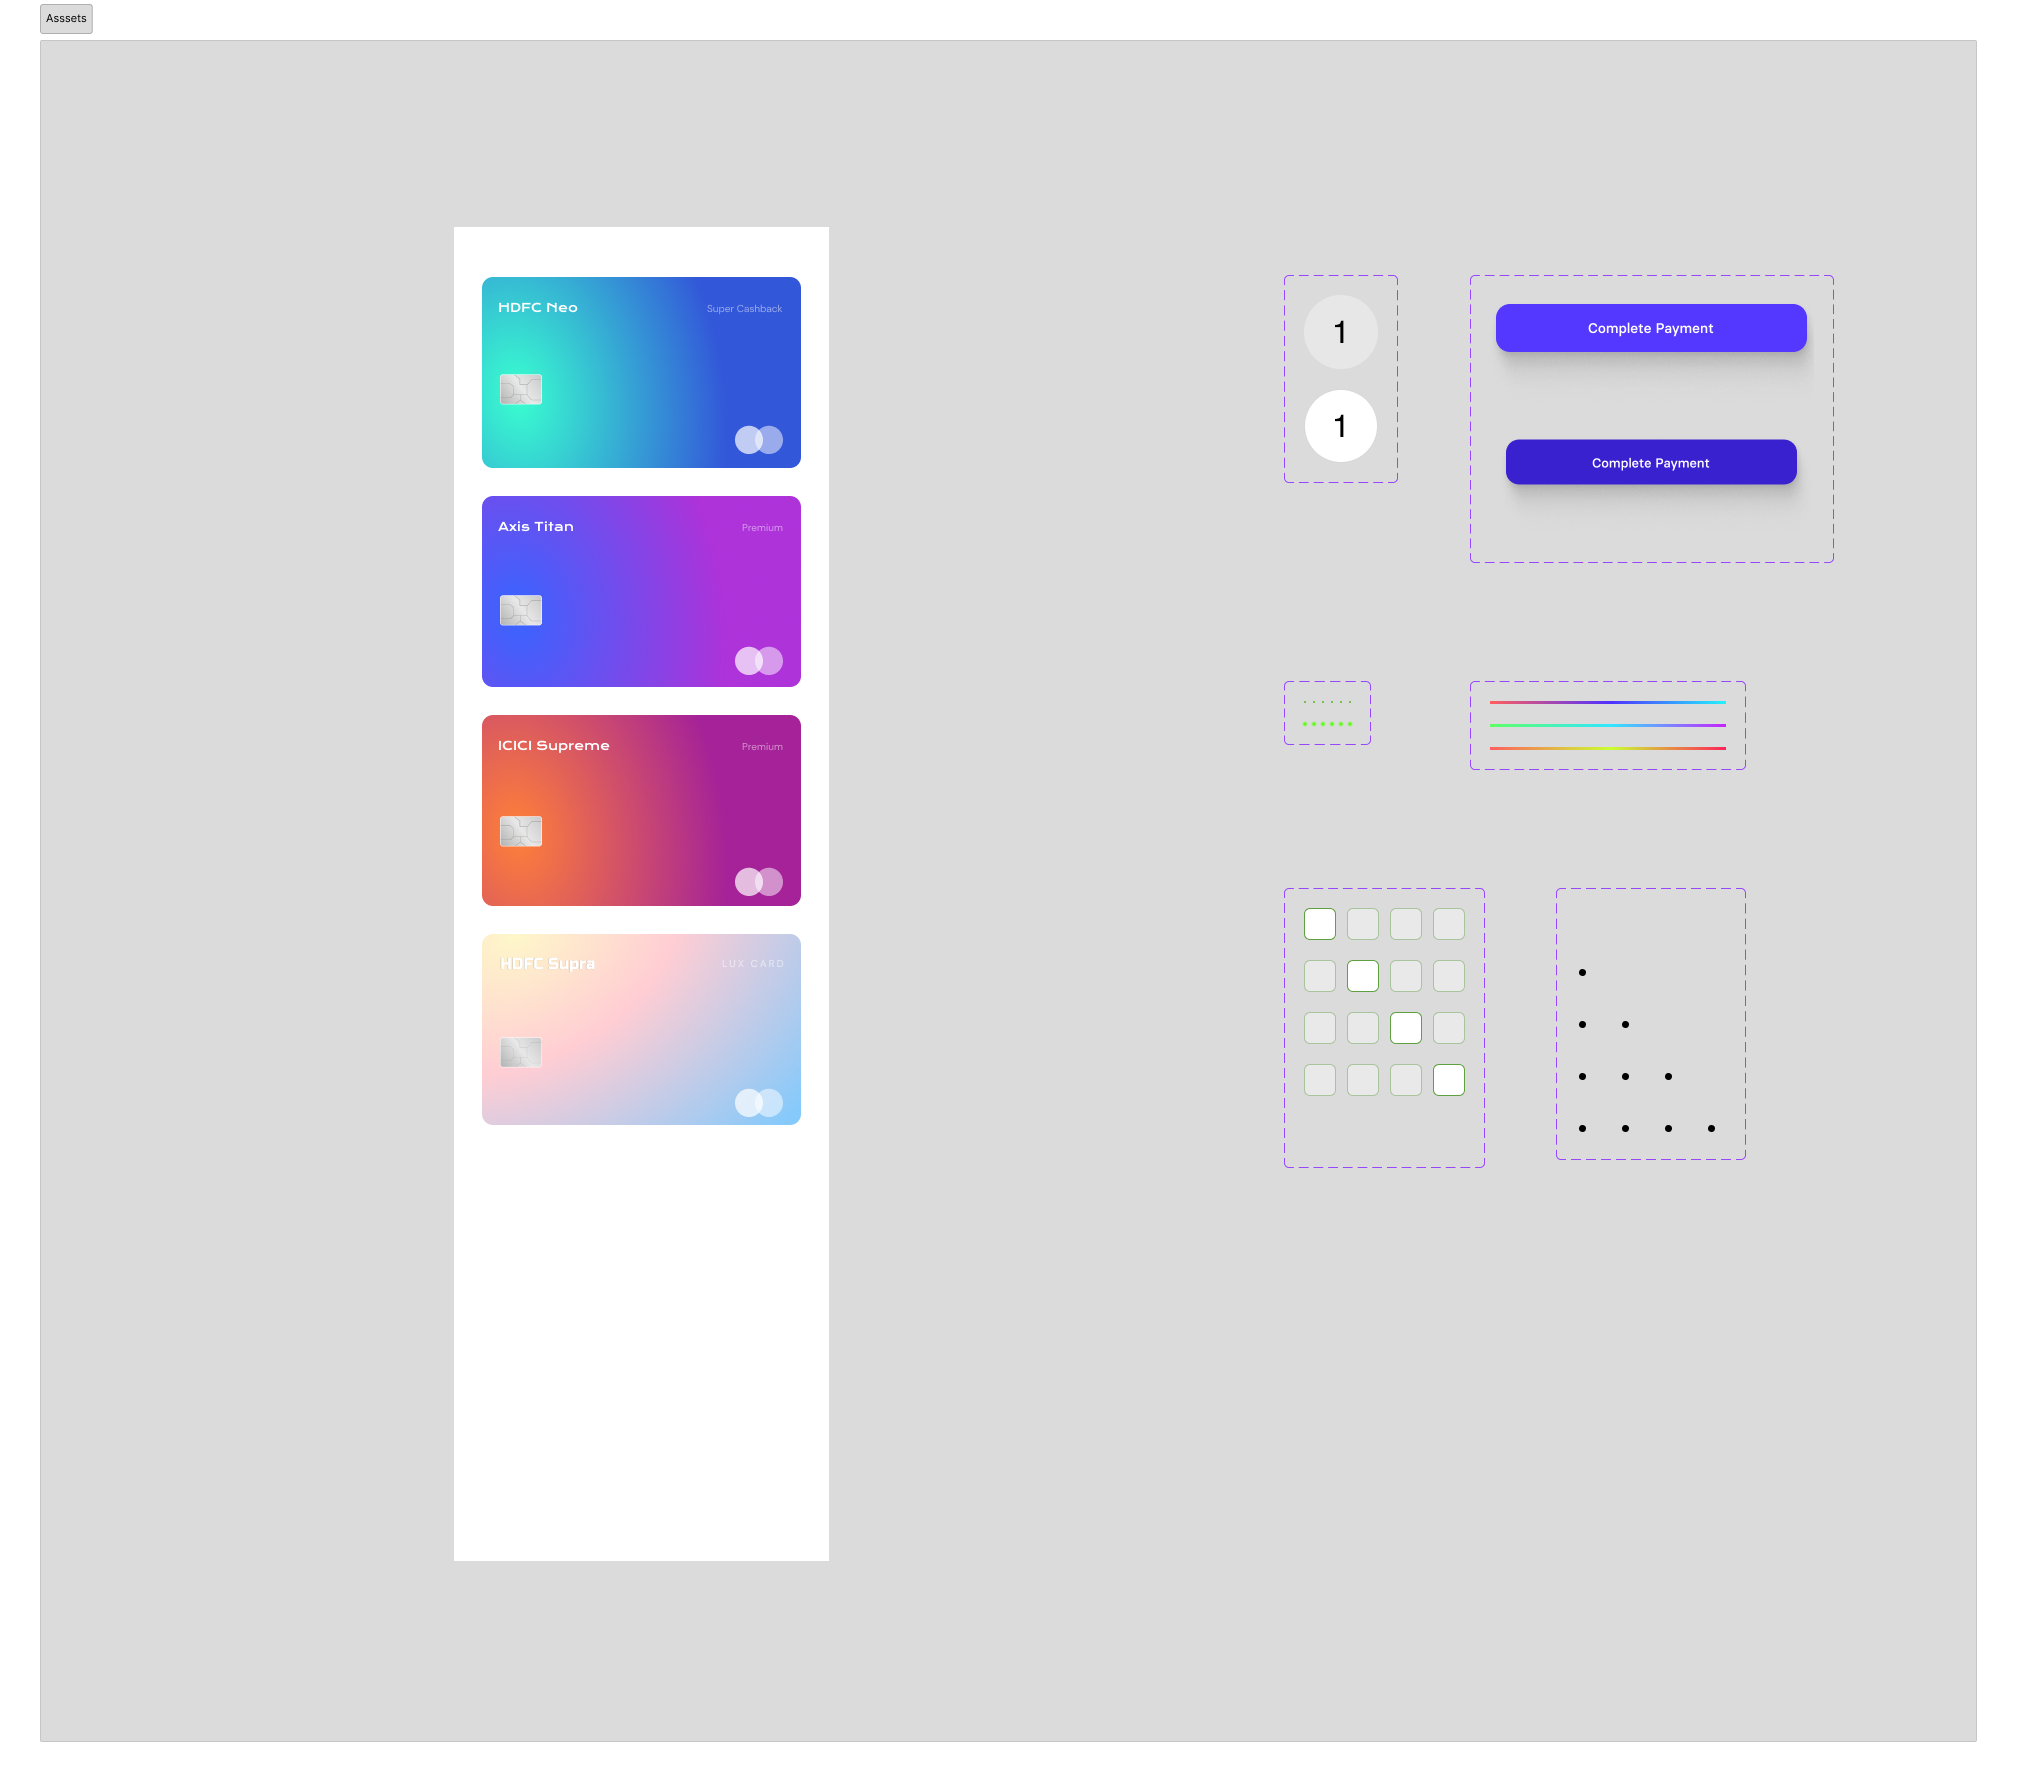 Asssets
HDFC Neo
Super Cashback
Axis Titan
Premium
ICICI Supreme
Premium
HDFC Supra
LUX CARD
1
1
Complete Payment
Complete Payment